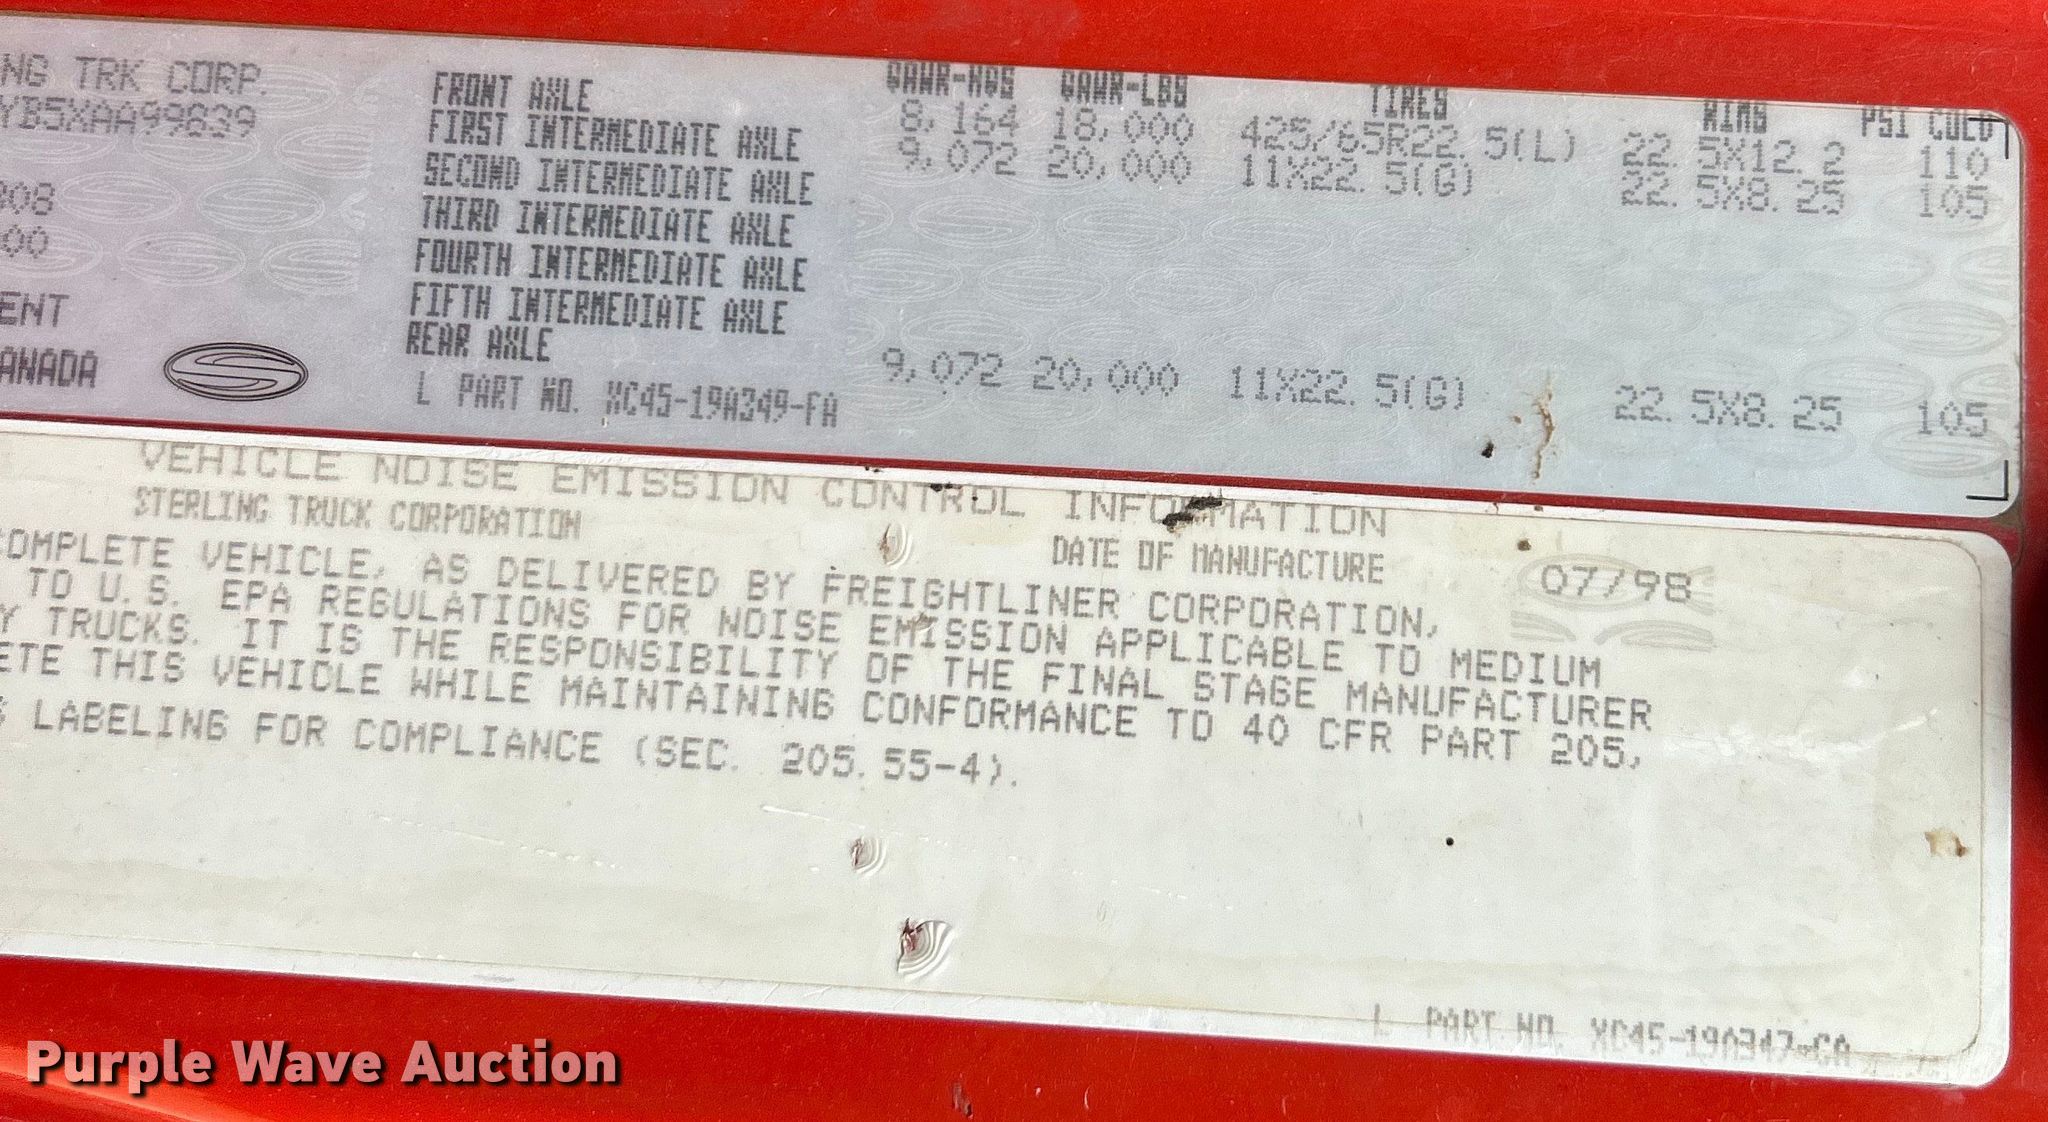 NG TRK CORP.
YB5XAA99839
908
00
ENT
ANADA
GAWR-KGS GAWR-LBS TIRES RIMS PSI COLD
FRONT AXLE 8,164 18,000 425/65R22.5(L) 22.5X12.2 110
FIRST INTERMEDIATE AXLE 9,072 20,000 11X22.5(G) 22.5X8.25 105
SECOND INTERMEDIATE AXLE
THIRD INTERMEDIATE AXLE
FOURTH INTERMEDIATE AXLE
FIFTH INTERMEDIATE AXLE
REAR AXLE 9,072 20,000 11X22.5(G) 22.5X8.25 105
L PART NO. XC45-19A349-FA
VEHICLE NOISE EMISSION CONTROL INFORMATION
STERLING TRUCK CORPORATION DATE OF MANUFACTURE 07/98
COMPLETE VEHICLE, AS DELIVERED BY FREIGHTLINER CORPORATION,
TO U.S. EPA REGULATIONS FOR NOISE EMISSION APPLICABLE TO MEDIUM
Y TRUCKS. IT IS THE RESPONSIBILITY OF THE FINAL STAGE MANUFACTURER
ETE THIS VEHICLE WHILE MAINTAINING CONFORMANCE TO 40 CFR PART 205,
LABELING FOR COMPLIANCE (SEC. 205.55-4).
L PART NO. XC45-19A347-CA
Purple Wave Auction